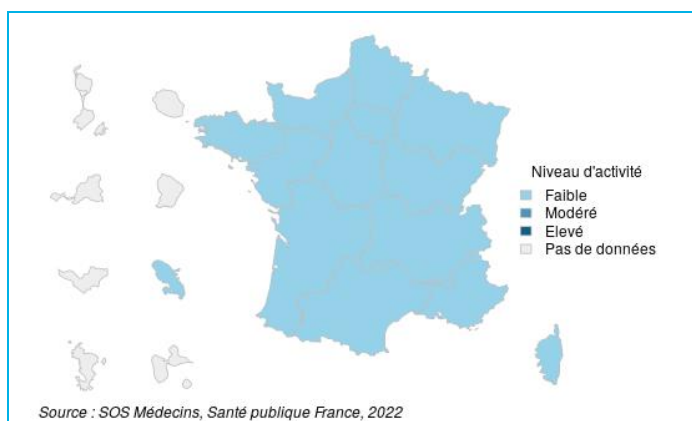 Niveau d'activité
Faible
Modéré
Elevé
Pas de données
Source : SOS Médecins, Santé publique France, 2022